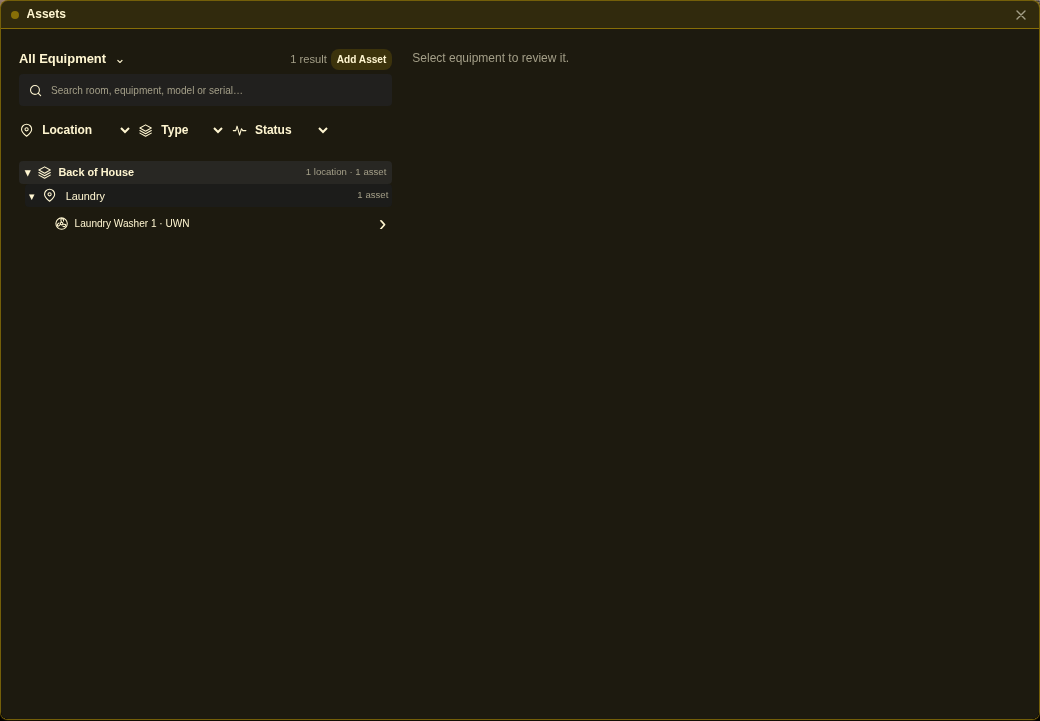 Assets
All Equipment
1 result
Add Asset
Search room, equipment, model or serial...
Location
Type
Status
Back of House
1 location · 1 asset
Laundry
1 asset
Laundry Washer 1 · UWN
Select equipment to review it.